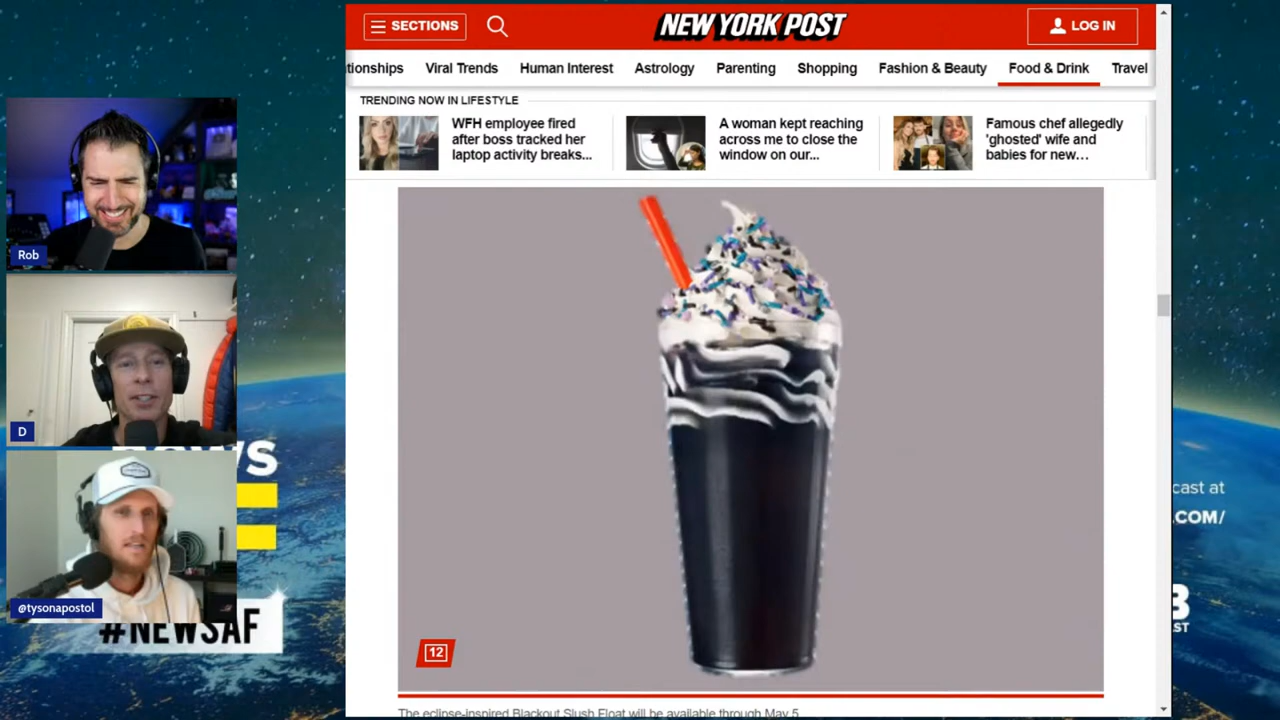 SECTIONS
NEW YORK POST
LOG IN
tionships
Viral Trends
Human Interest
Astrology
Parenting
Shopping
Fashion & Beauty
Food & Drink
Travel
TRENDING NOW IN LIFESTYLE
WFH employee fired
after boss tracked her
laptop activity breaks...
A woman kept reaching
across me to close the
window on our...
Famous chef allegedly
'ghosted' wife and
babies for new…
Rob
D
@tysonapostol
#NEWSAF
12
The eclipse-inspired Blackout Slush Float will be available through May 5
cast at
.COM/